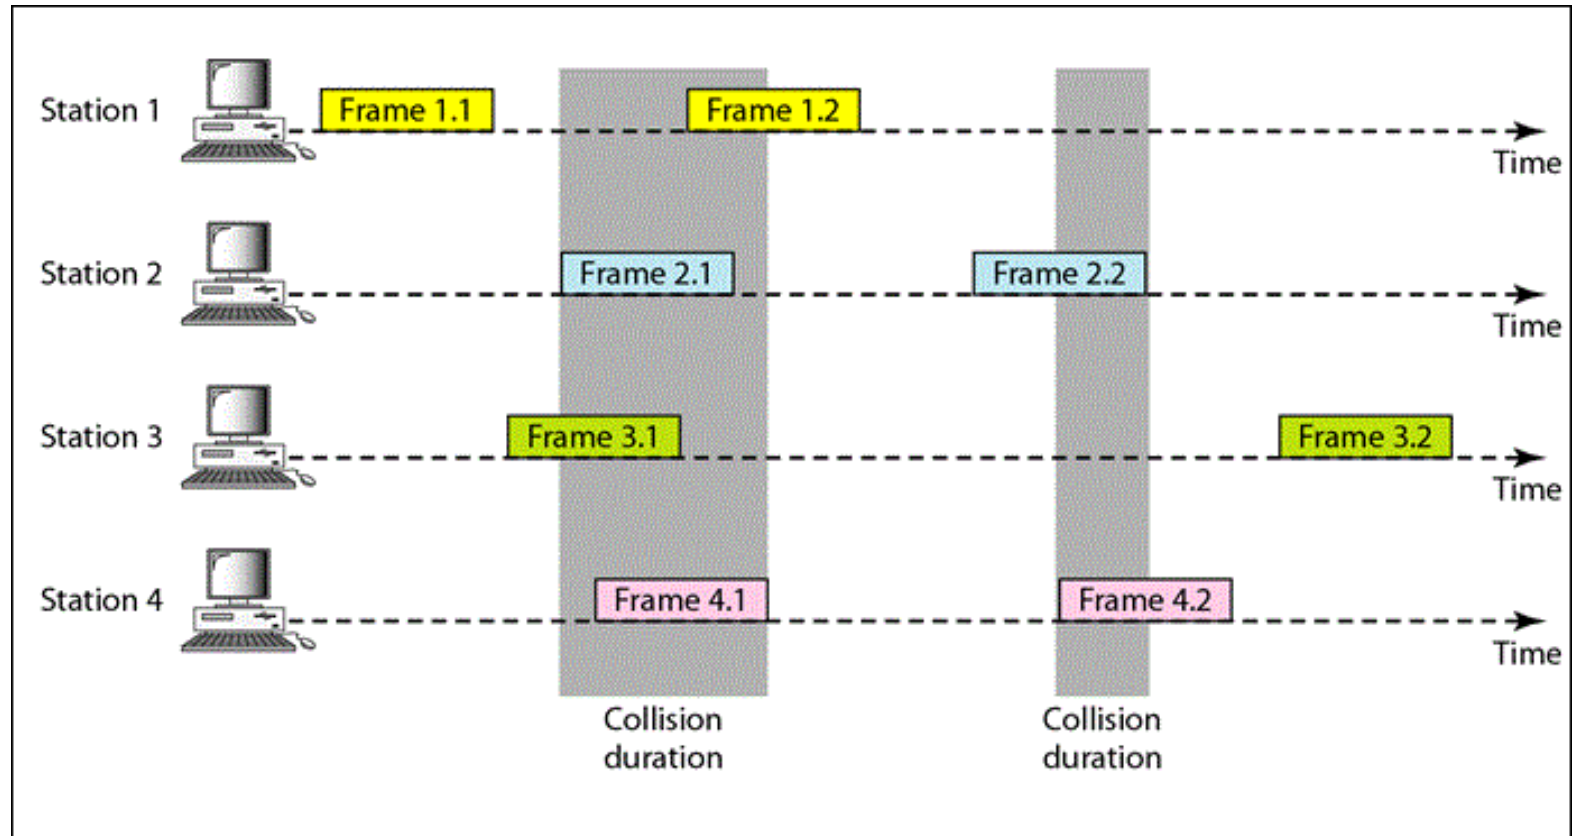 Station 1
Frame 1.1
Frame 1.2
Time
Station 2
Frame 2.1
Frame 2.2
Time
Station 3
Frame 3.1
Frame 3.2
Time
Station 4
Frame 4.1
Frame 4.2
Time
Collision
duration
Collision
duration